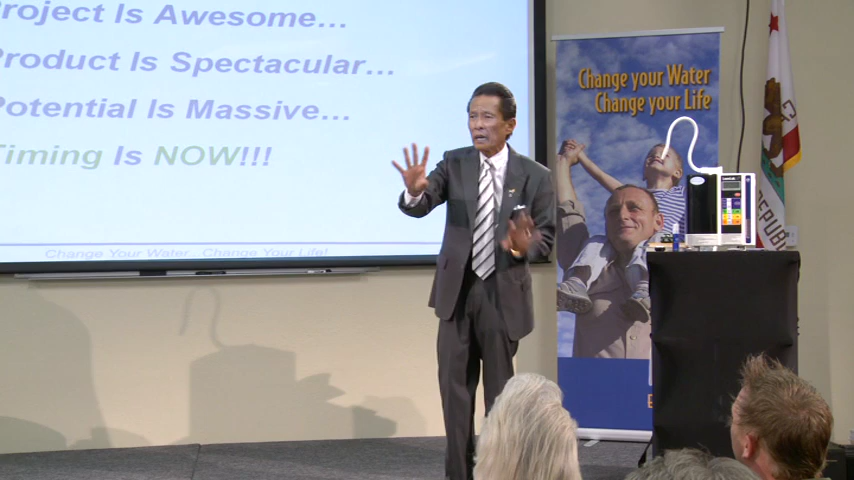 Project Is Awesome...
Product Is Spectacular...
Potential Is Massive...
Timing Is NOW!!!
Change Your Water...Change Your Life!
Change your Water
Change your Life
REPUBL